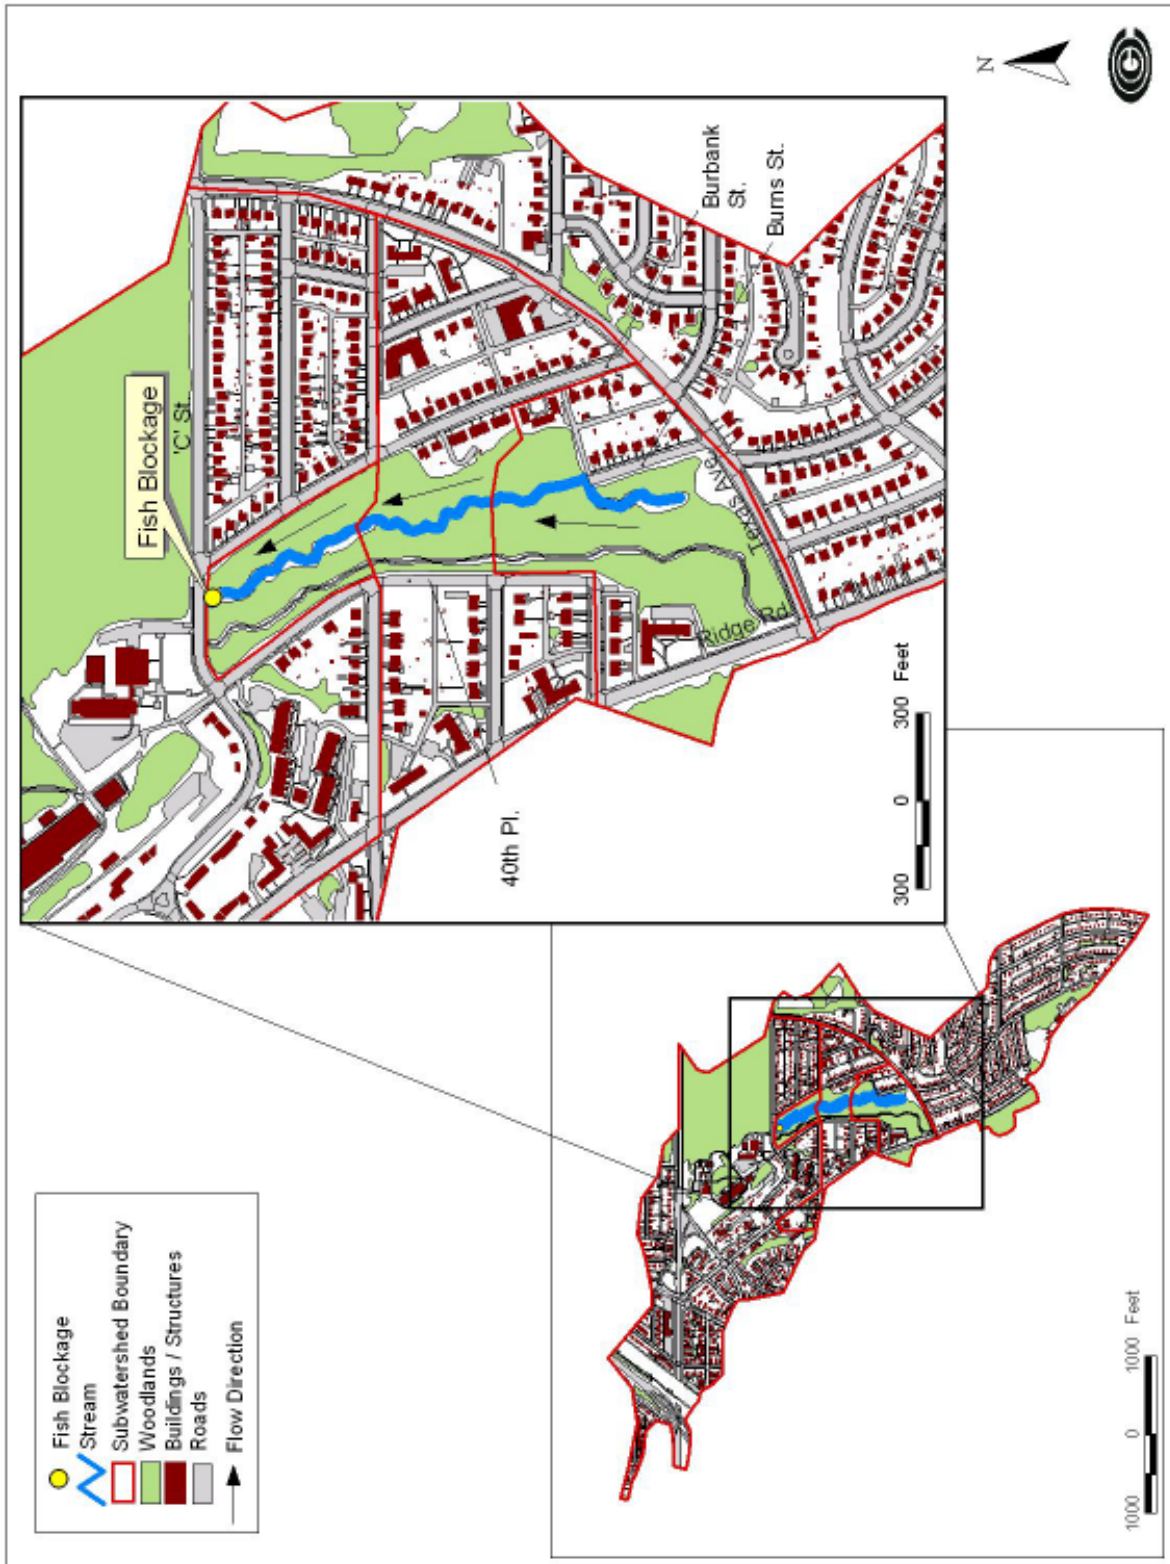 Fish Blockage
Stream
Subwatershed Boundary
Woodlands
Buildings / Structures
Roads
Flow Direction
Fish Blockage
'C' St.
Burbank
St.
Burns St.
Texas Ave.
Ridge Rd.
40th Pl.
300 0 300 Feet
1000 0 1000 Feet
N